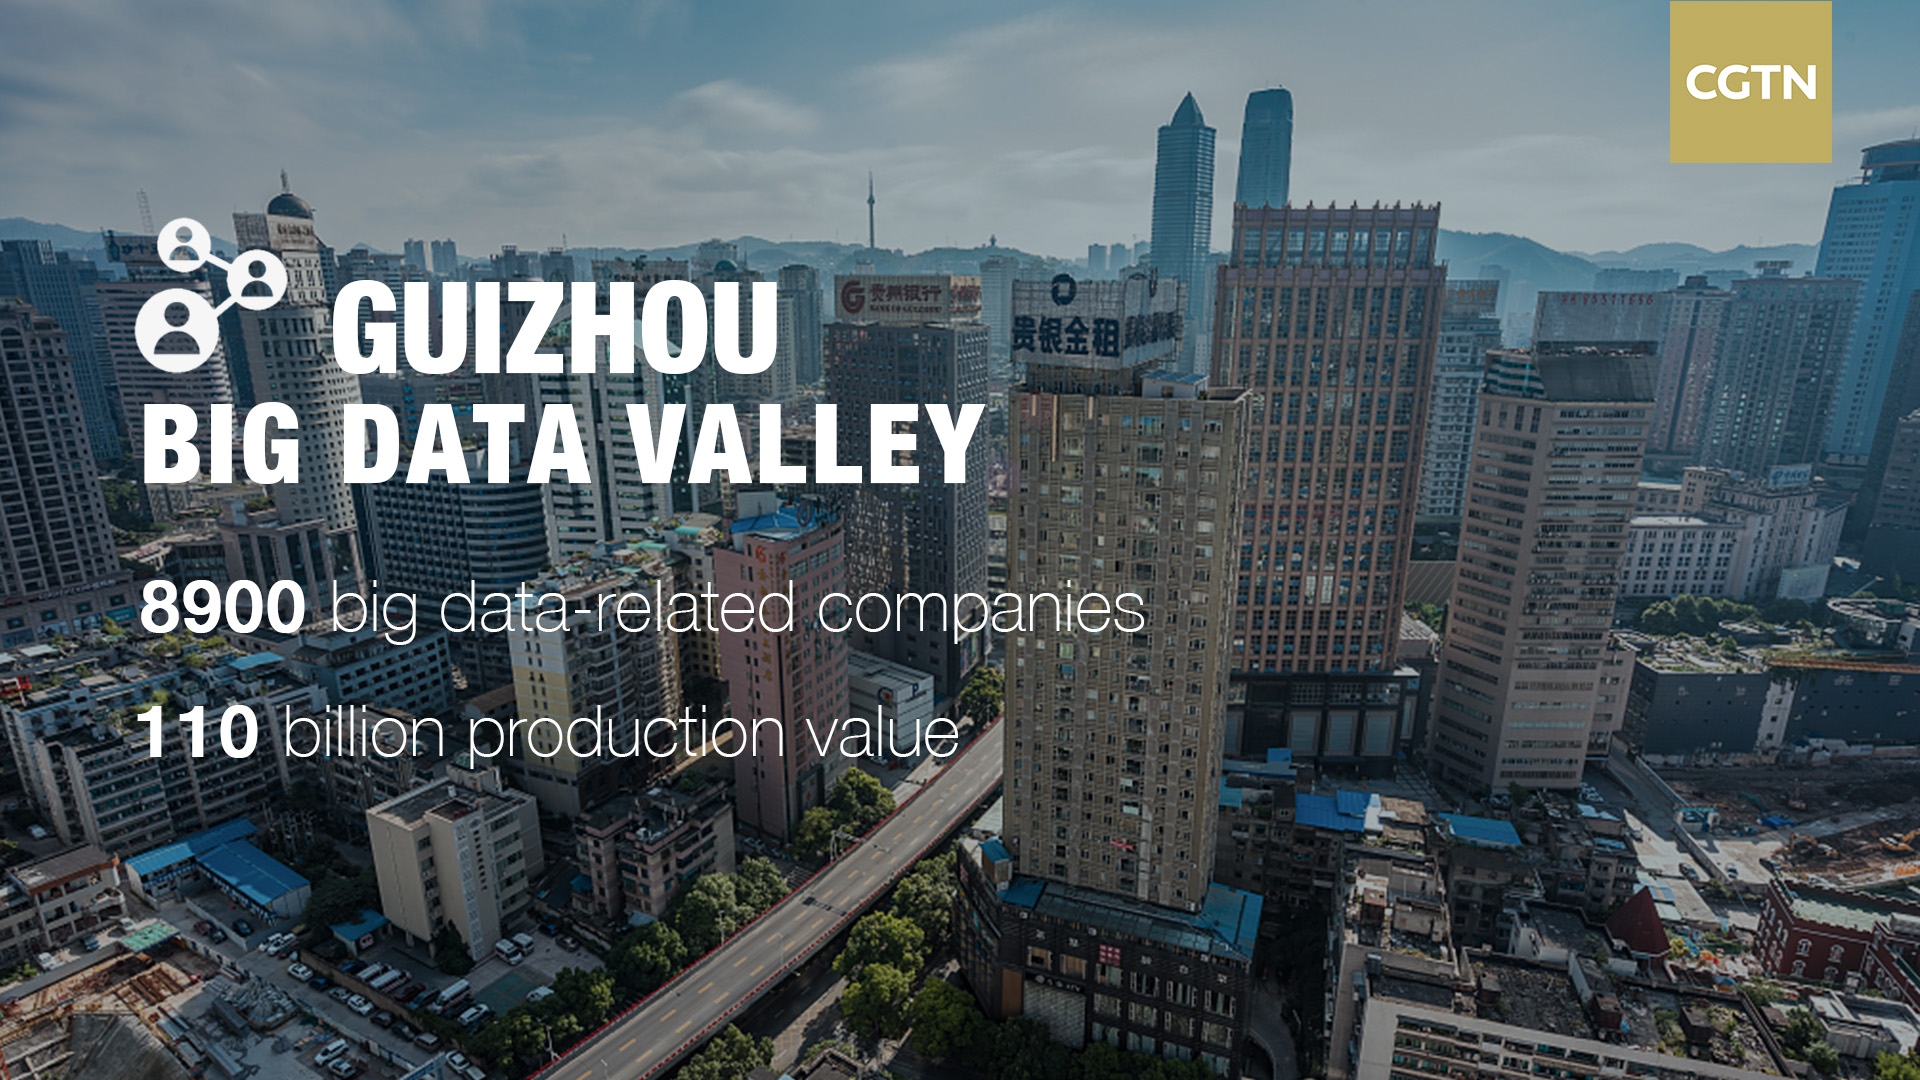 CGTN
GUIZHOU
BIG DATA VALLEY
8900 big data-related companies
110 billion production value
贵州银行
贵银金租
P